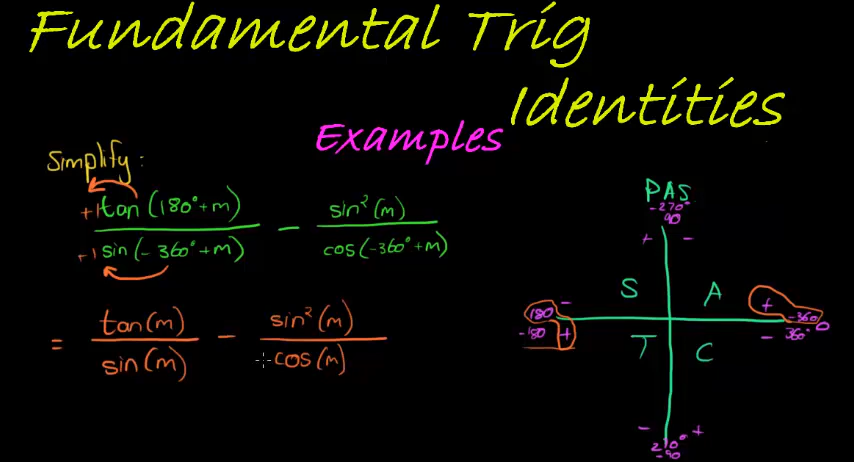 Fundamental Trig
Identities
Examples
Simplify:
+1 tan (180° + m) / +1 sin (-360° + m) - sin² (m) / cos (-360° + m)
= tan (m) / sin (m) - sin² (m) / cos (m)
PAS
-270°
90
+ -
S A
180 - + -360°
-180 + - 360° 0
T C
- +
270°
-90